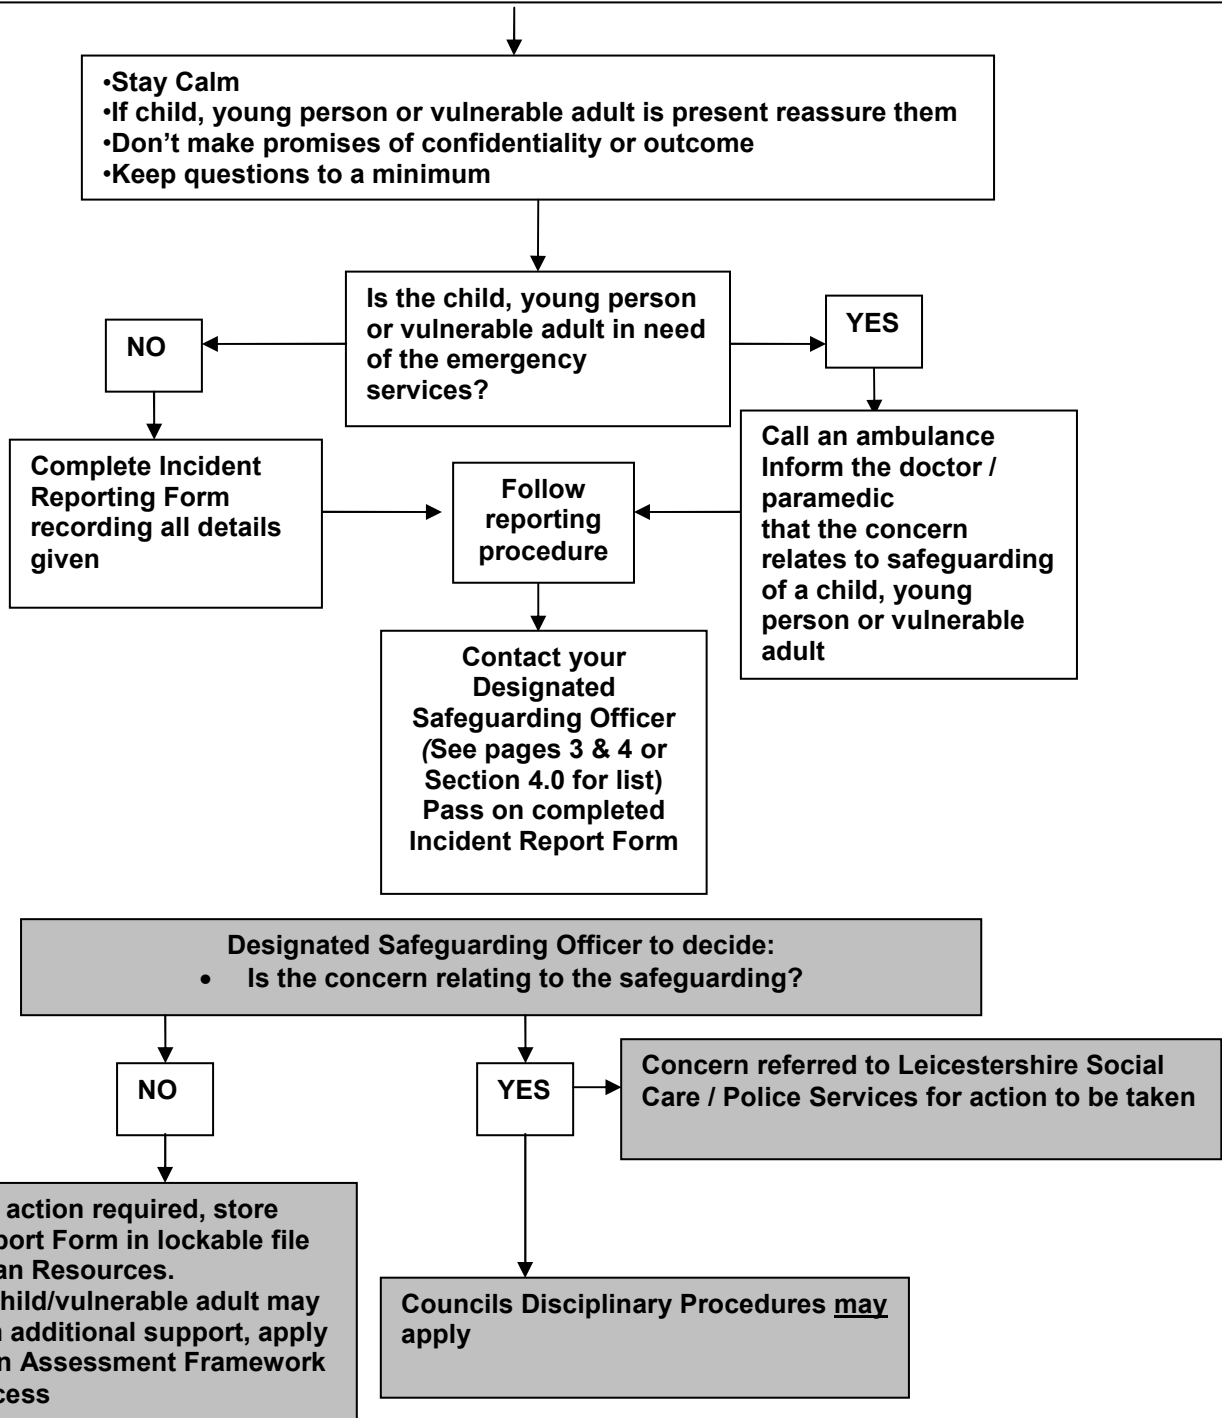 •Stay Calm
•If child, young person or vulnerable adult is present reassure them
•Don’t make promises of confidentiality or outcome
•Keep questions to a minimum
Is the child, young person
or vulnerable adult in need
of the emergency
services?
NO
YES
Complete Incident
Reporting Form
recording all details
given
Follow
reporting
procedure
Call an ambulance
Inform the doctor /
paramedic
that the concern
relates to safeguarding
of a child, young
person or vulnerable
adult
Contact your
Designated
Safeguarding Officer
(See pages 3 & 4 or
Section 4.0 for list)
Pass on completed
Incident Report Form
Designated Safeguarding Officer to decide:
• Is the concern relating to the safeguarding?
NO
YES
Concern referred to Leicestershire Social
Care / Police Services for action to be taken
action required, store
Form in lockable file
Resources.
child/vulnerable adult may
additional support, apply
Assessment Framework
Councils Disciplinary Procedures may
apply